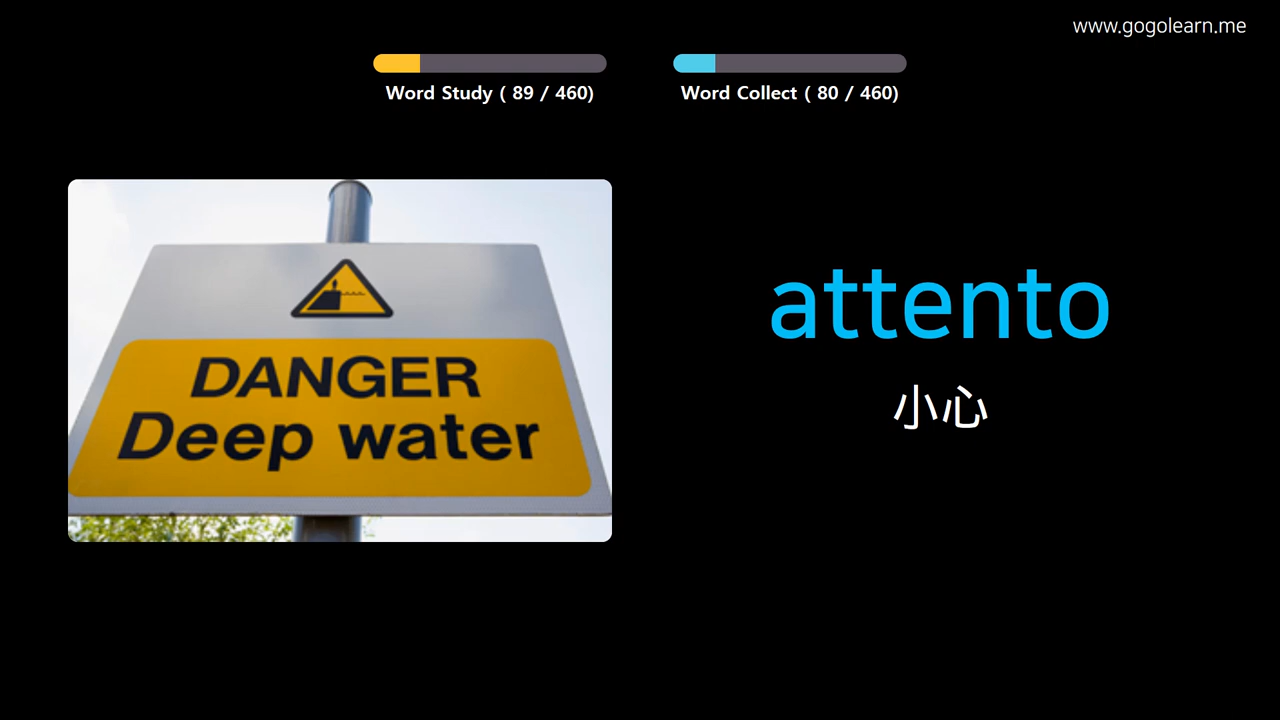 www.gogolearn.me
Word Study ( 89 / 460)
Word Collect ( 80 / 460)
DANGER
Deep water
attento
小心